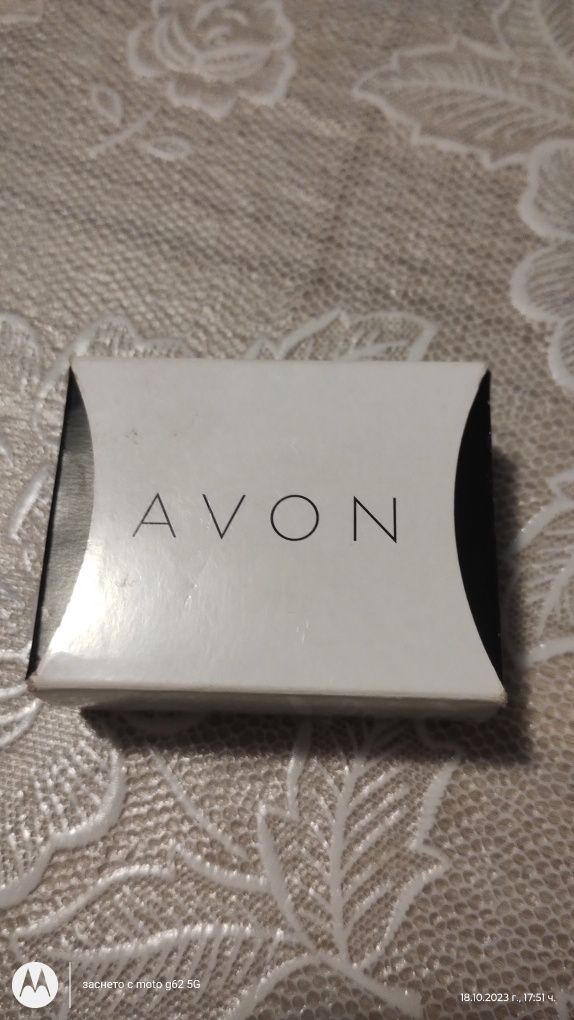 AVON
заснето с moto g62 5G
18.10.2023 г., 17:51 ч.